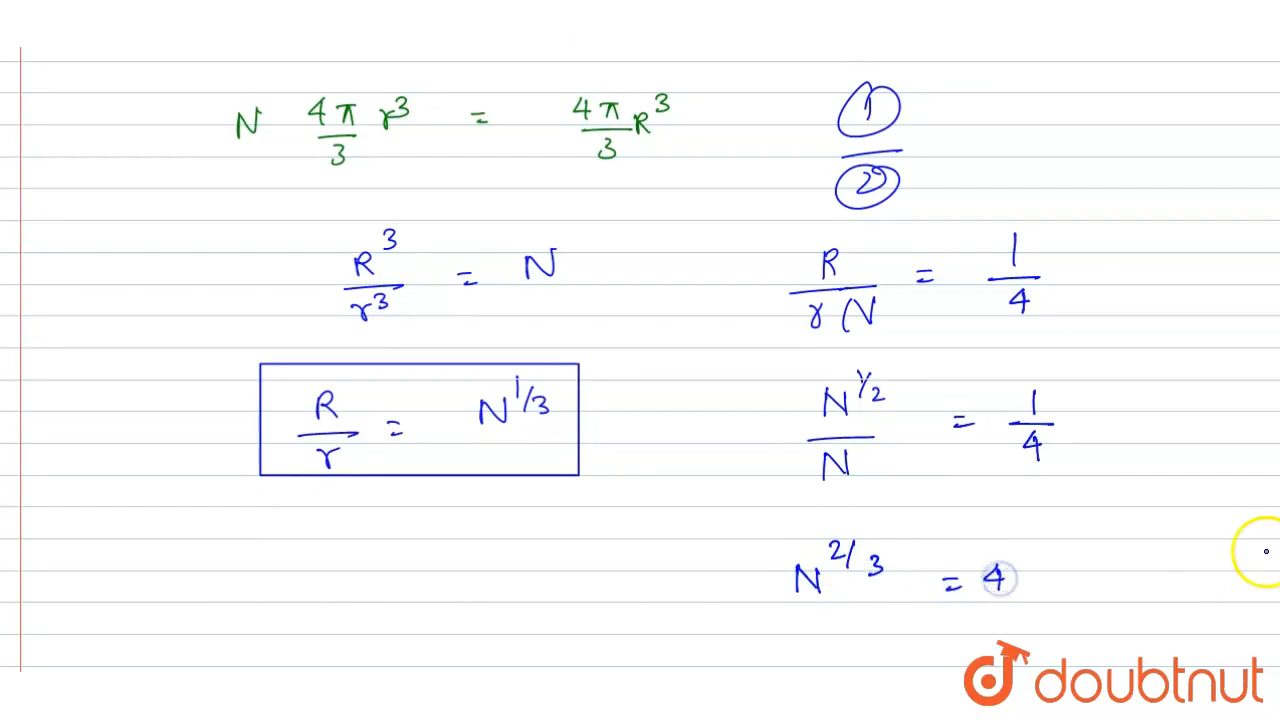 N 4π/3 r³ = 4π/3 R³
①/②
R³/r³ = N
R/r(N = 1/4
R/r = N^1/3
N^1/2/N = 1/4
N^2/3 = 4
doubtnut